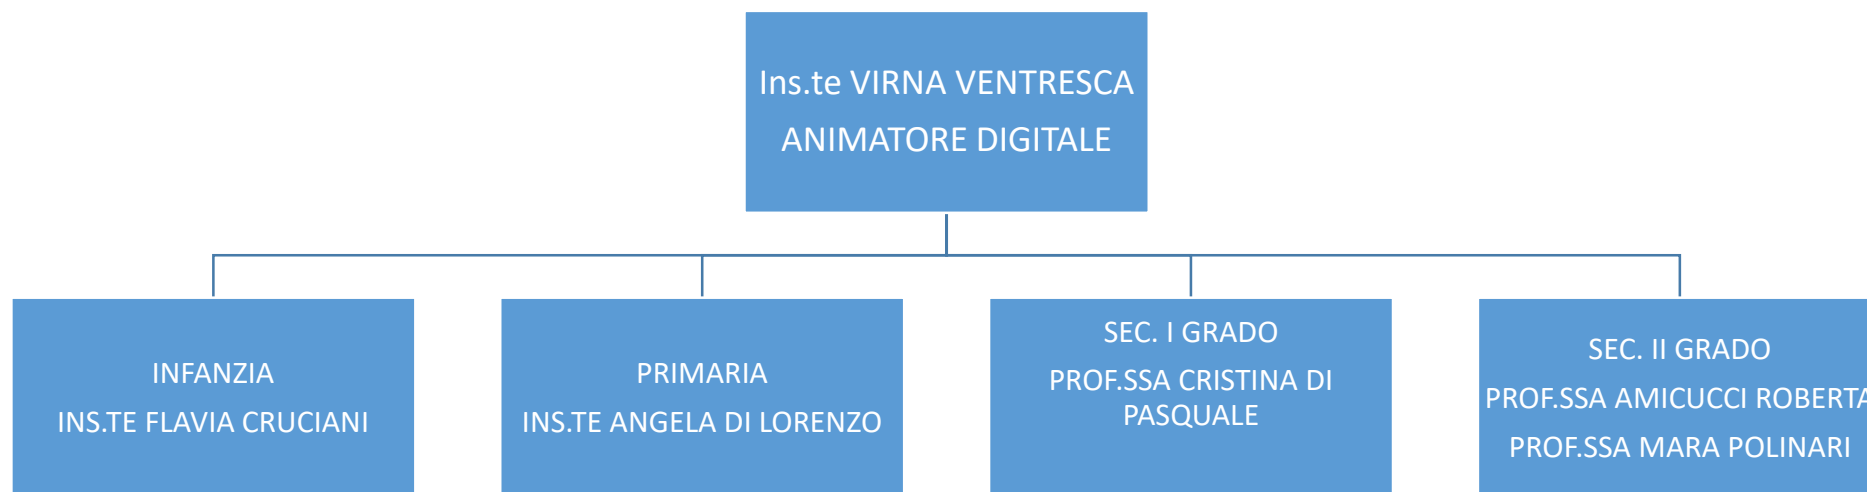 Ins.te VIRNA VENTRESCA
ANIMATORE DIGITALE
INFANZIA
INS.TE FLAVIA CRUCIANI
PRIMARIA
INS.TE ANGELA DI LORENZO
SEC. I GRADO
PROF.SSA CRISTINA DI
PASQUALE
SEC. II GRADO
PROF.SSA AMICUCCI ROBERTA
PROF.SSA MARA POLINARI